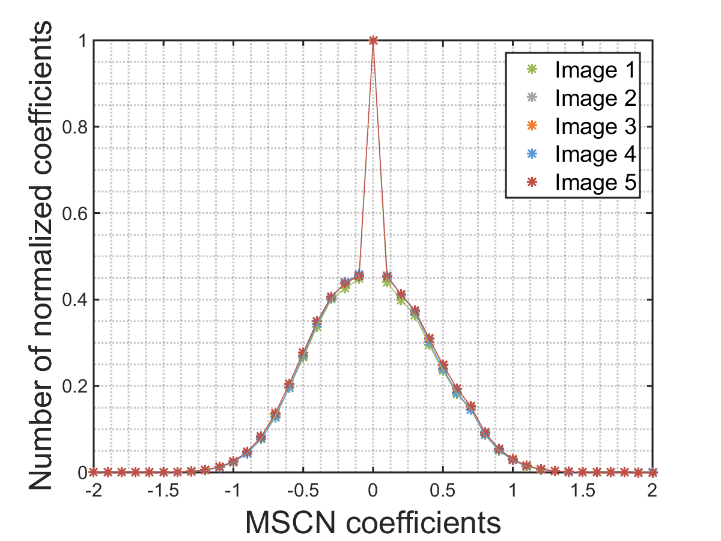 Number of normalized coefficients
1
0.8
0.6
0.4
0.2
0
-2 -1.5 -1 -0.5 0 0.5 1 1.5 2
MSCN coefficients
Image 1
Image 2
Image 3
Image 4
Image 5